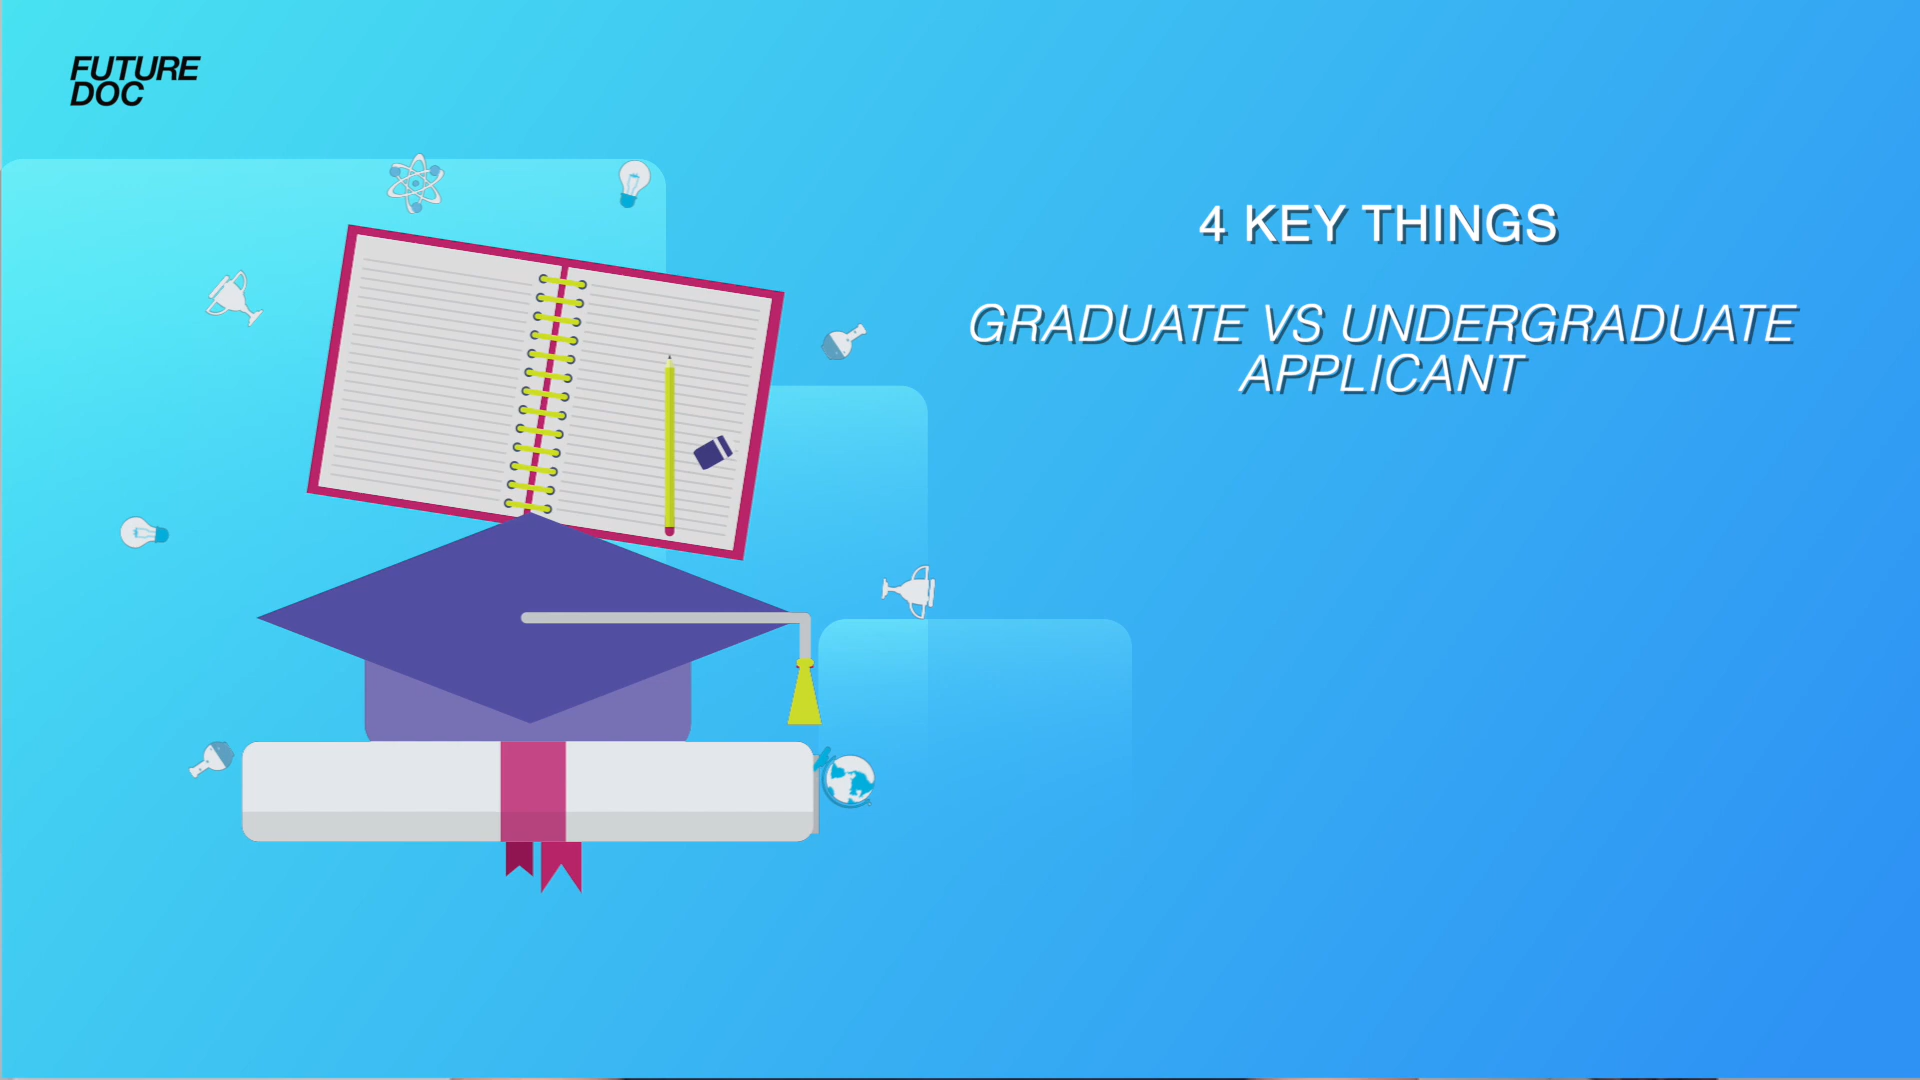 FUTURE
DOC
4 KEY THINGS
GRADUATE VS UNDERGRADUATE
APPLICANT